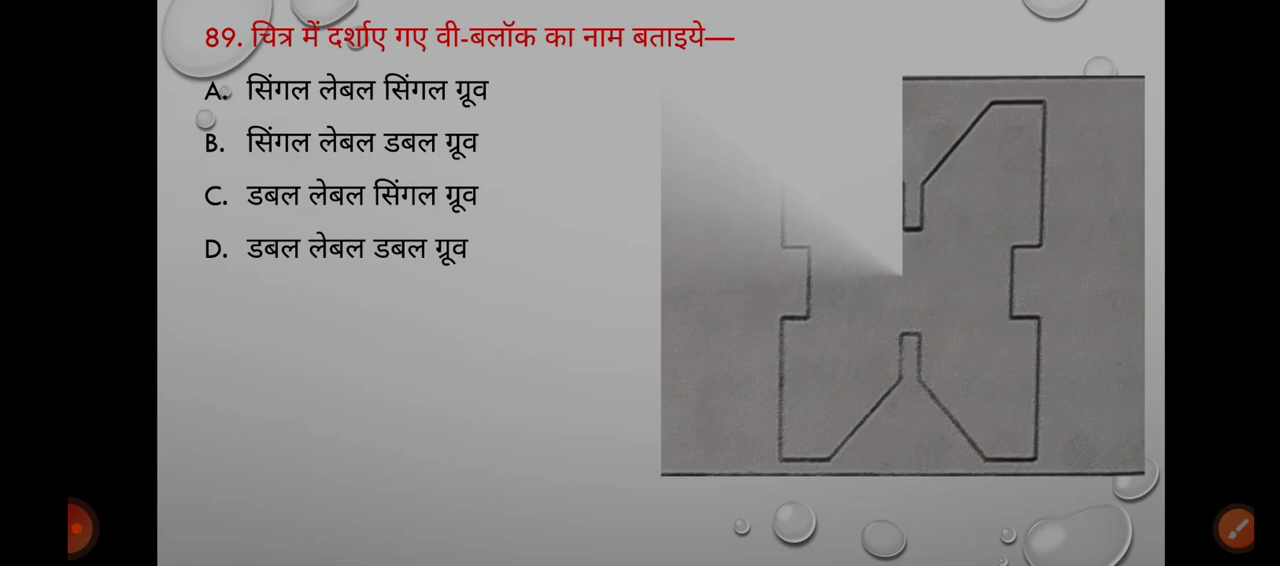 89. चित्र में दर्शाए गए वी-बलॉक का नाम बताइये—
A. सिंगल लेबल सिंगल ग्रूव
B. सिंगल लेबल डबल ग्रूव
C. डबल लेबल सिंगल ग्रूव
D. डबल लेबल डबल ग्रूव